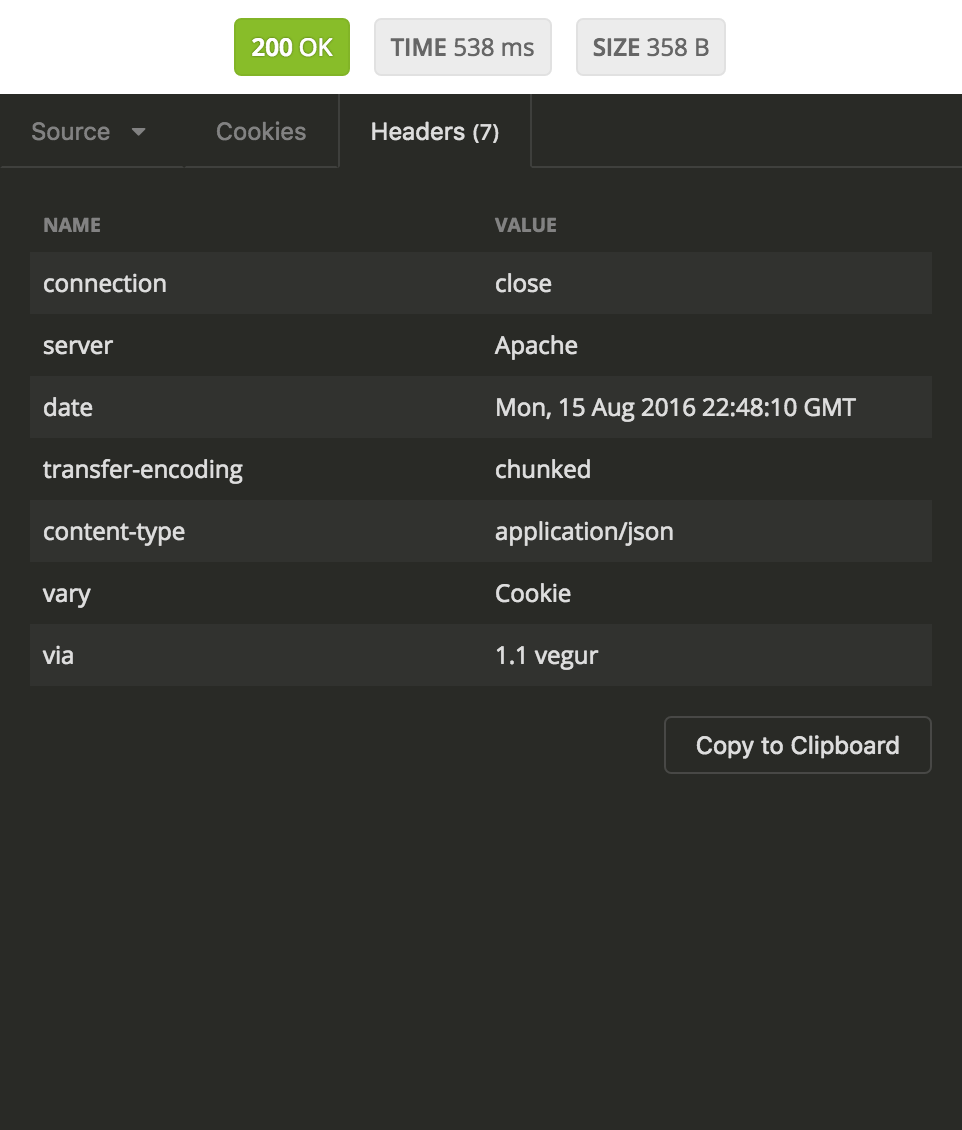 200 OK TIME 538 ms SIZE 358 B
Source Cookies Headers (7)
NAME VALUE
connection close
server Apache
date Mon, 15 Aug 2016 22:48:10 GMT
transfer-encoding chunked
content-type application/json
vary Cookie
via 1.1 vegur
Copy to Clipboard